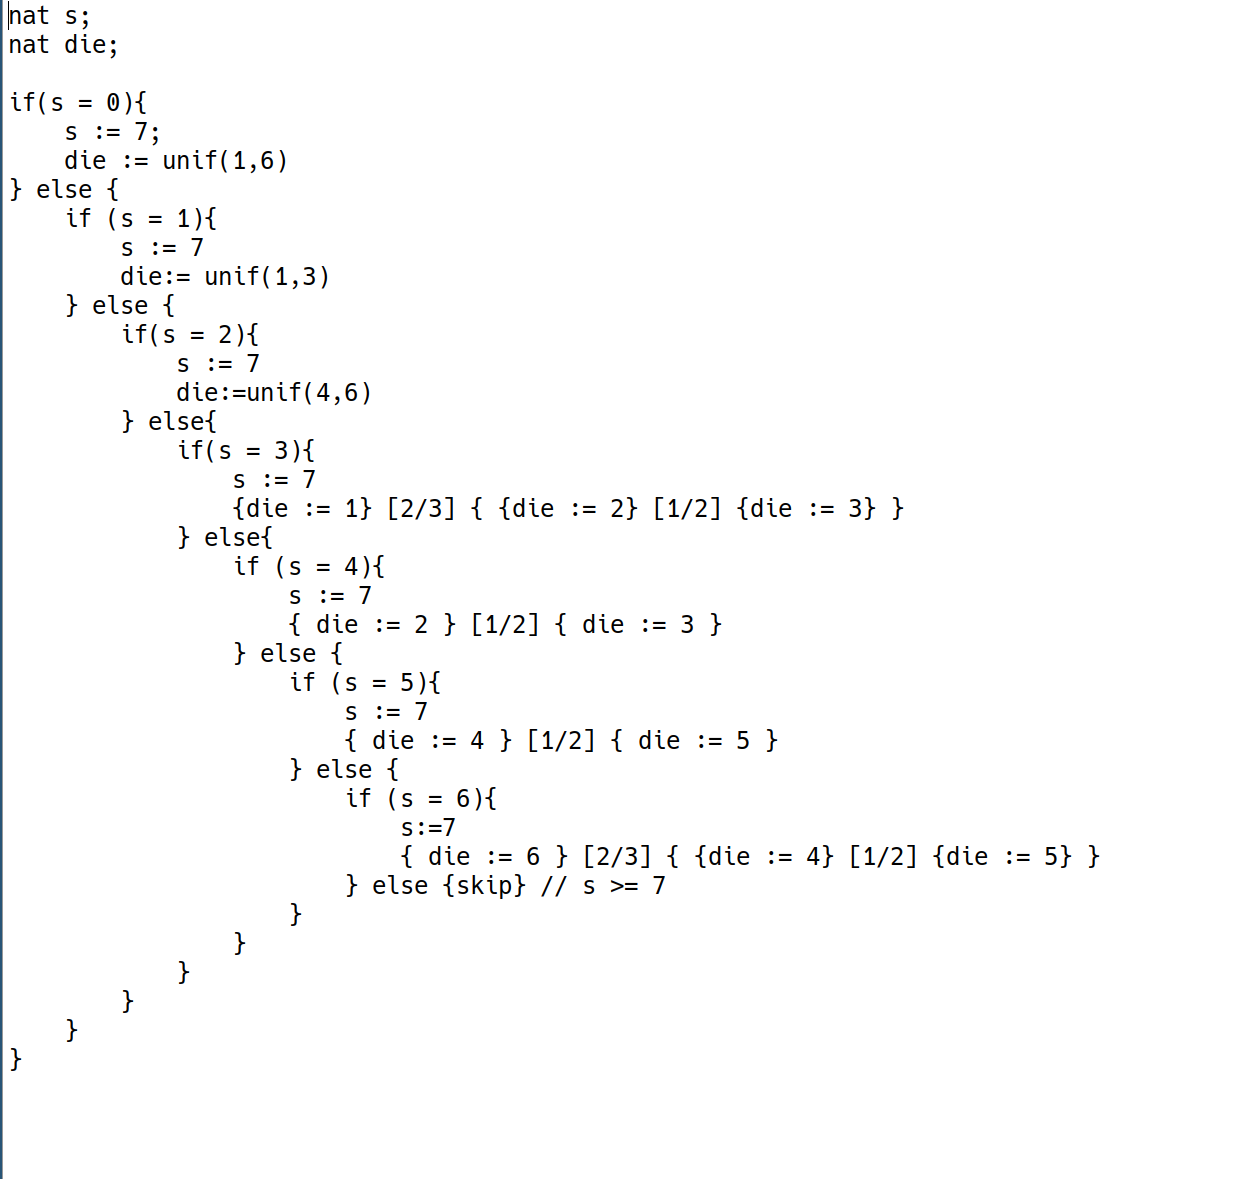 nat s;
nat die;
if(s = 0){
    s := 7;
    die := unif(1,6)
} else {
    if (s = 1){
        s := 7
        die:= unif(1,3)
    } else {
        if(s = 2){
            s := 7
            die:=unif(4,6)
        } else{
            if(s = 3){
                s := 7
                {die := 1} [2/3] { {die := 2} [1/2] {die := 3} }
            } else{
                if (s = 4){
                    s := 7
                    { die := 2 } [1/2] { die := 3 }
                } else {
                    if (s = 5){
                        s := 7
                        { die := 4 } [1/2] { die := 5 }
                    } else {
                        if (s = 6){
                            s:=7
                            { die := 6 } [2/3] { {die := 4} [1/2] {die := 5} }
                        } else {skip} // s >= 7
                    }
                }
            }
        }
    }
}